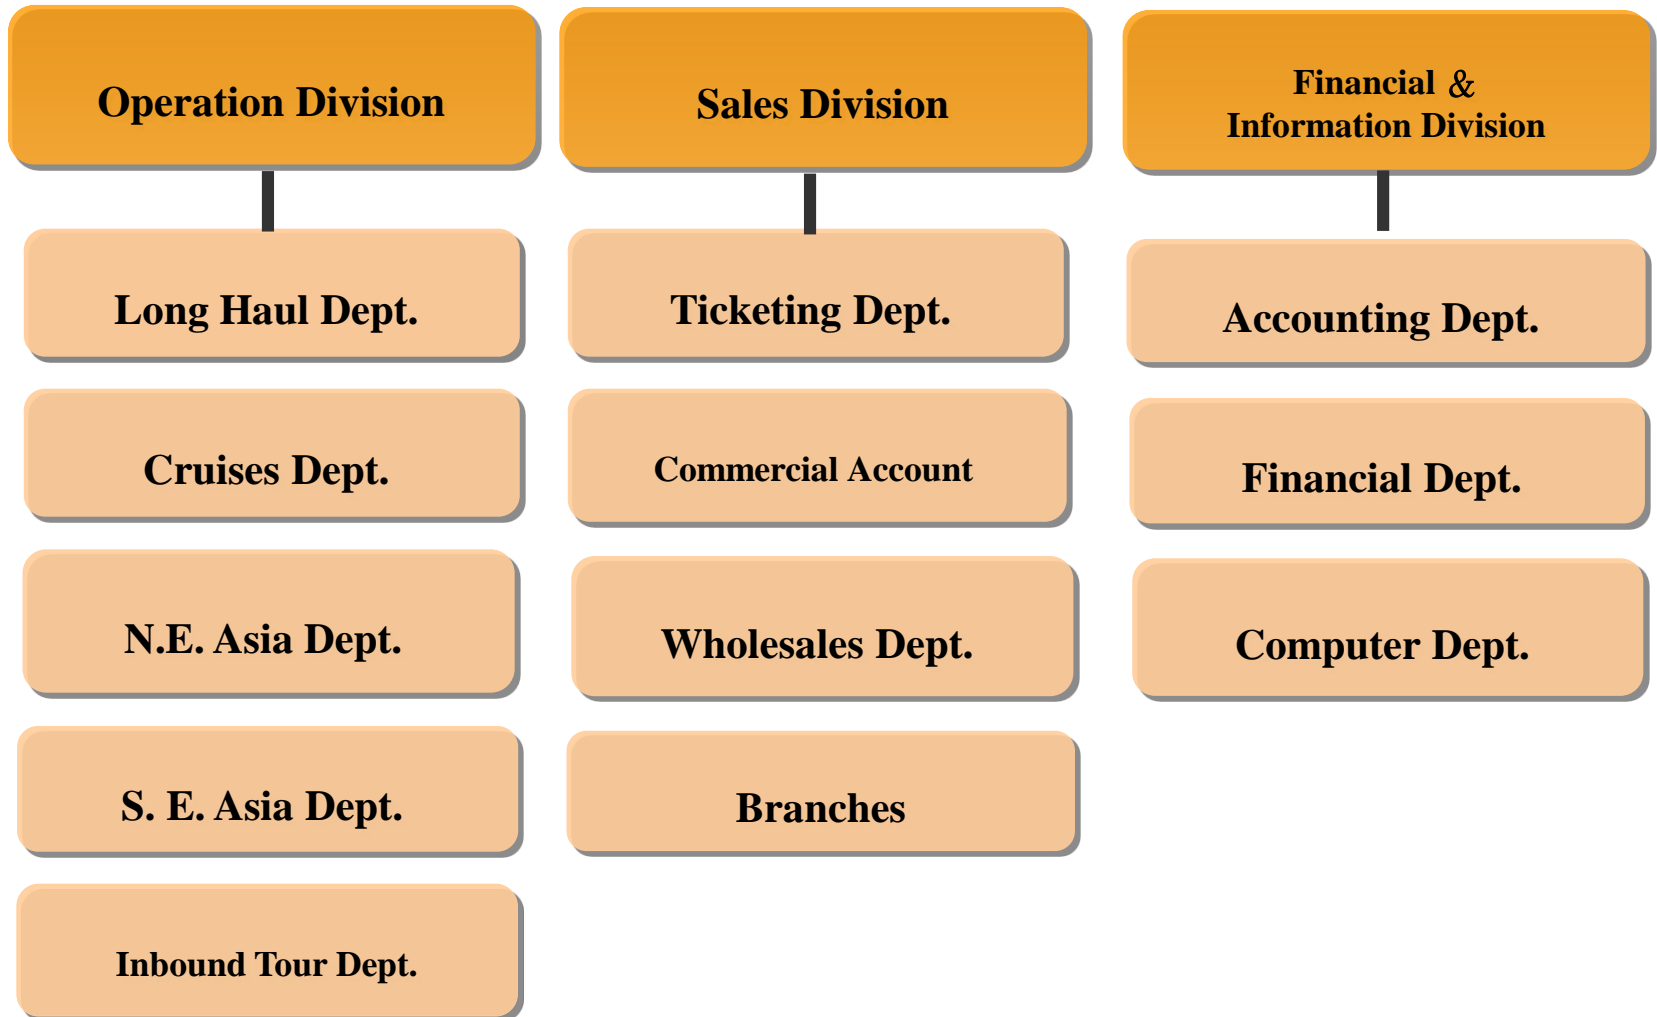 Operation Division
Long Haul Dept.
Cruises Dept.
N.E. Asia Dept.
S. E. Asia Dept.
Inbound Tour Dept.
Sales Division
Ticketing Dept.
Commercial Account
Wholesales Dept.
Branches
Financial &
Information Division
Accounting Dept.
Financial Dept.
Computer Dept.